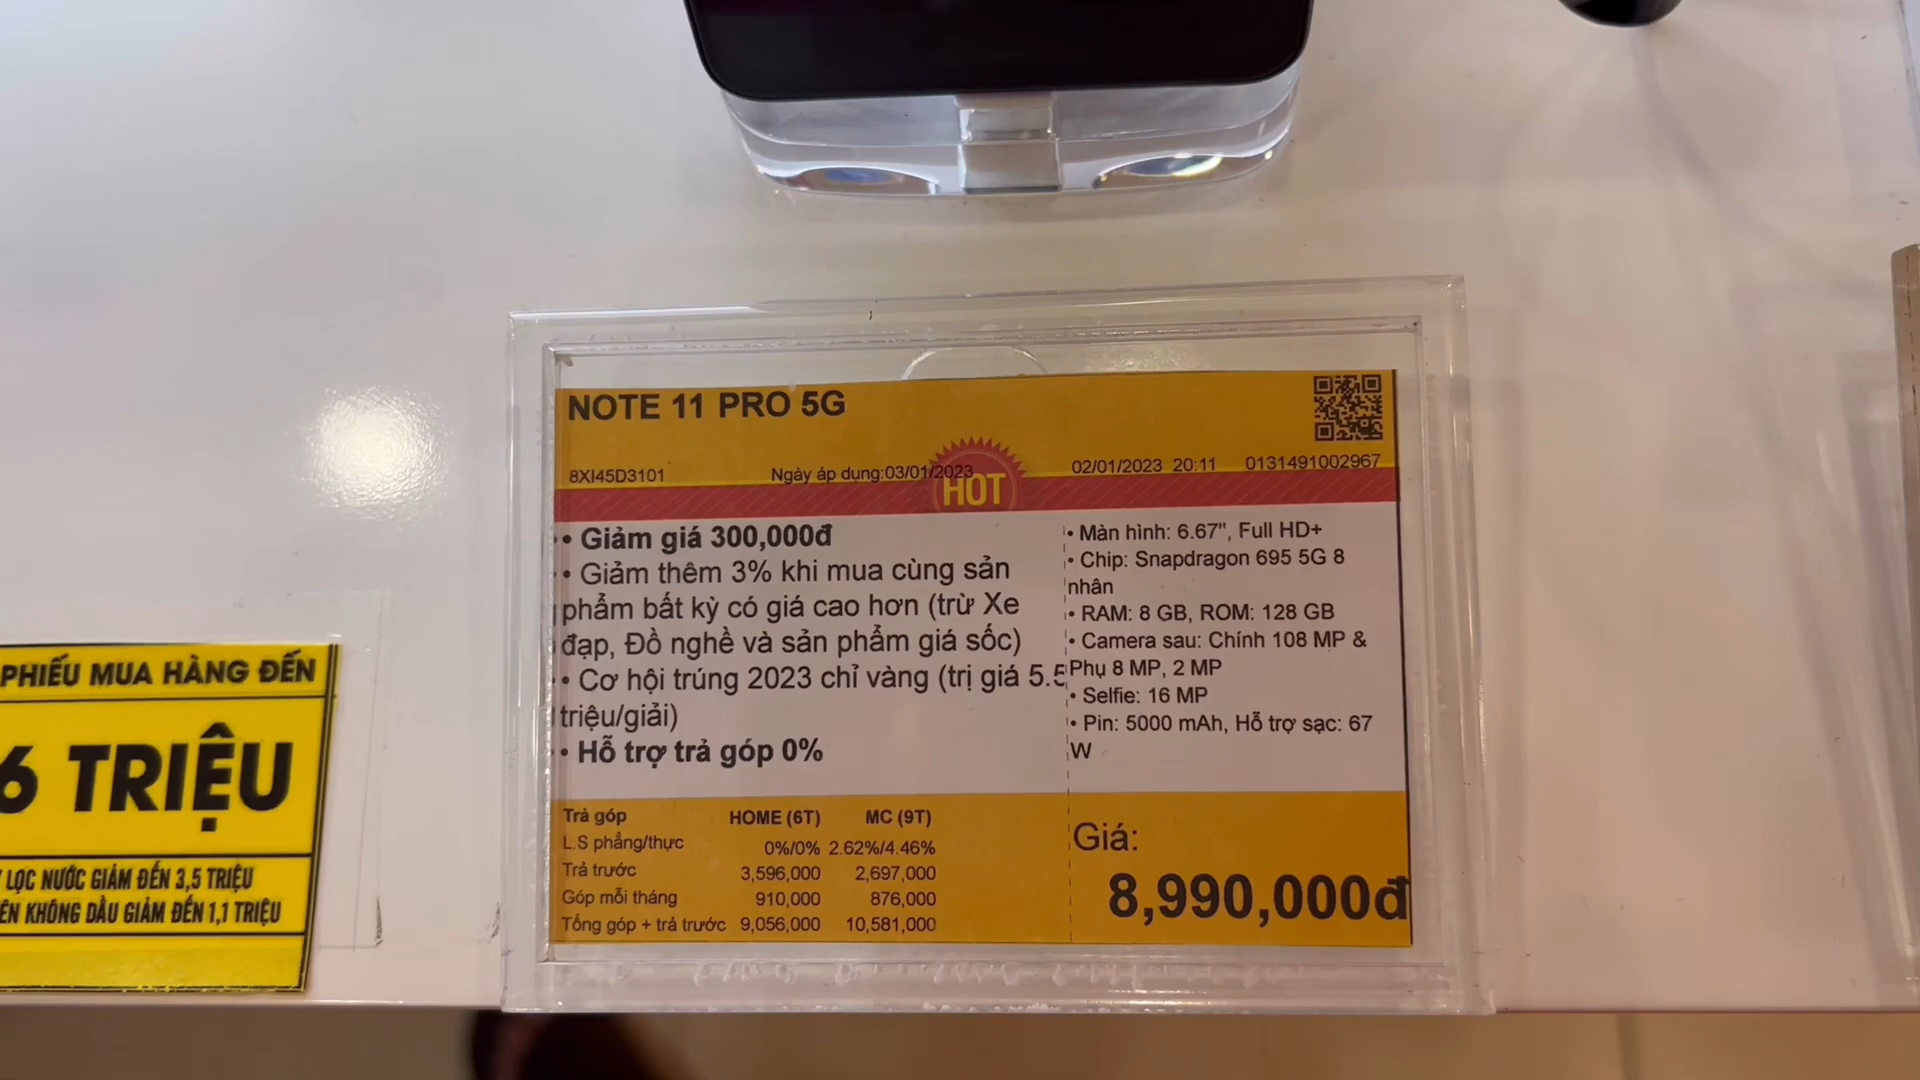 NOTE 11 PRO 5G
8XI45D3101 Ngày áp dụng:03/01/2023 02/01/2023 20:11 0131491002967
HOT
• Giảm giá 300,000đ
• Giảm thêm 3% khi mua cùng sản
phẩm bất kỳ có giá cao hơn (trừ Xe
đạp, Đồ nghề và sản phẩm giá sốc)
• Cơ hội trúng 2023 chỉ vàng (trị giá 5.5
triệu/giải)
• Hỗ trợ trả góp 0%
• Màn hình: 6.67", Full HD+
• Chip: Snapdragon 695 5G 8
nhân
• RAM: 8 GB, ROM: 128 GB
• Camera sau: Chính 108 MP &
Phụ 8 MP, 2 MP
• Selfie: 16 MP
• Pin: 5000 mAh, Hỗ trợ sạc: 67
W
Trả góp HOME (6T) MC (9T)
L.S phẳng/thực 0%/0% 2.62%/4.46%
Trả trước 3,596,000 2,697,000
Góp mỗi tháng 910,000 876,000
Tổng góp + trả trước 9,056,000 10,581,000
Giá:
8,990,000đ
PHIẾU MUA HÀNG ĐẾN
6 TRIỆU
LỌC NƯỚC GIẢM ĐẾN 3,5 TRIỆU
KHÔNG DẦU GIẢM ĐẾN 1,1 TRIỆU